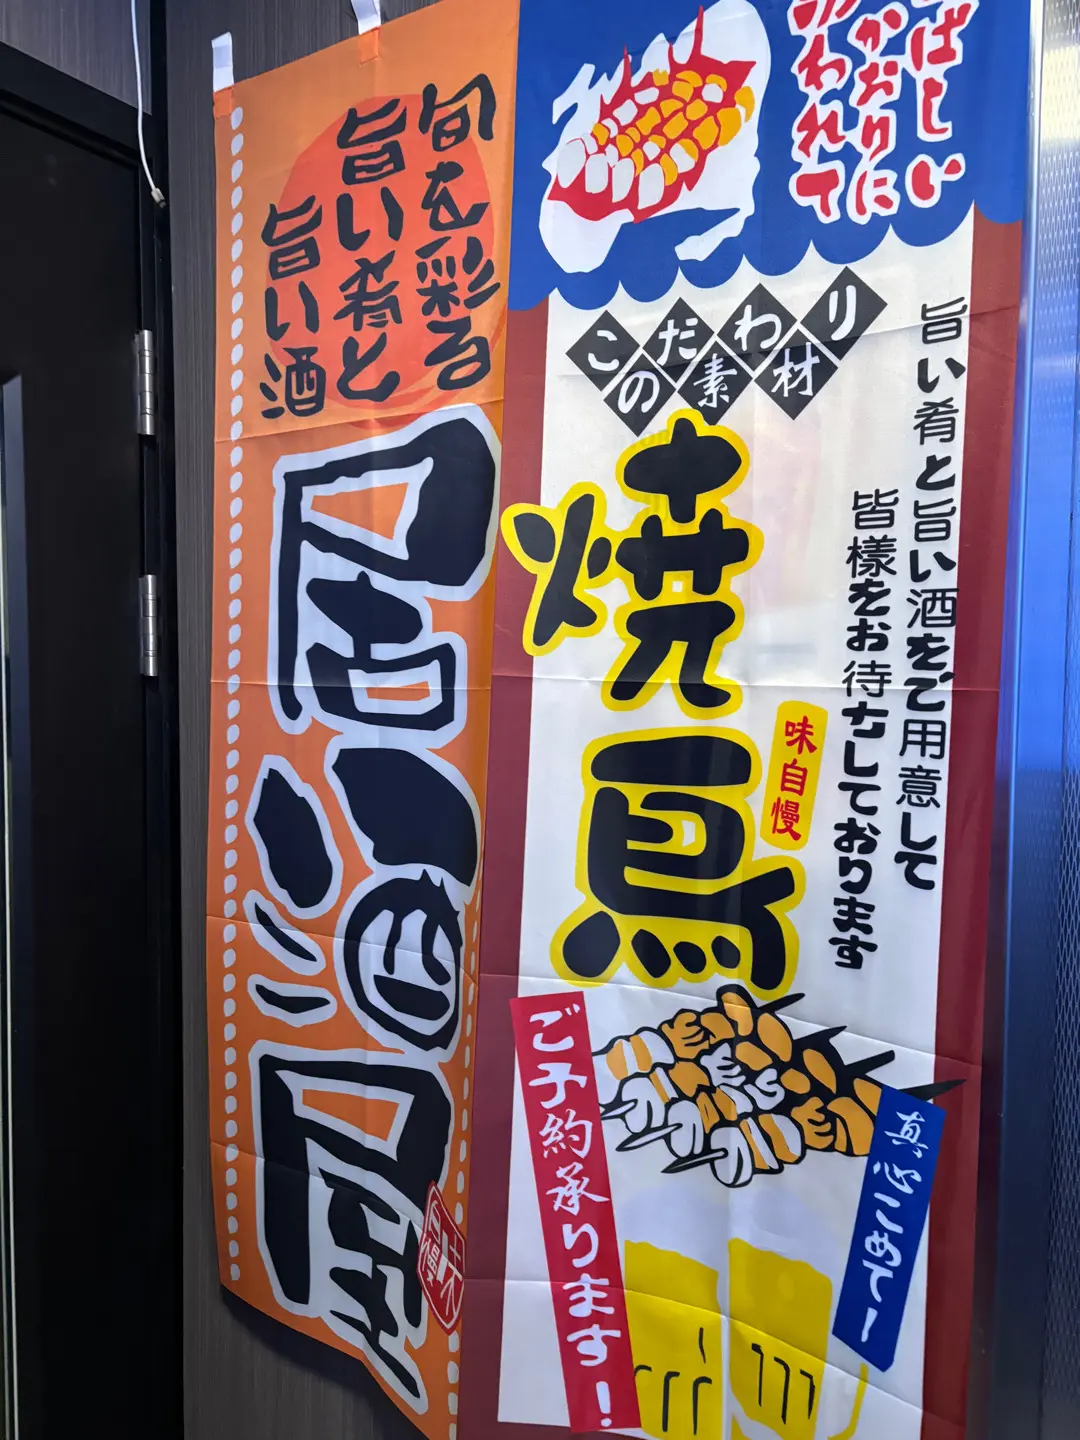 旬を彩る
旨い肴と
旨い酒
居酒屋
ばしい
かおりに
われて
こだわり
の素材
焼鳥
味自慢
旨い肴と旨い酒をご用意して
皆様をお待ちしております
ご予約承ります！
真心こめて！